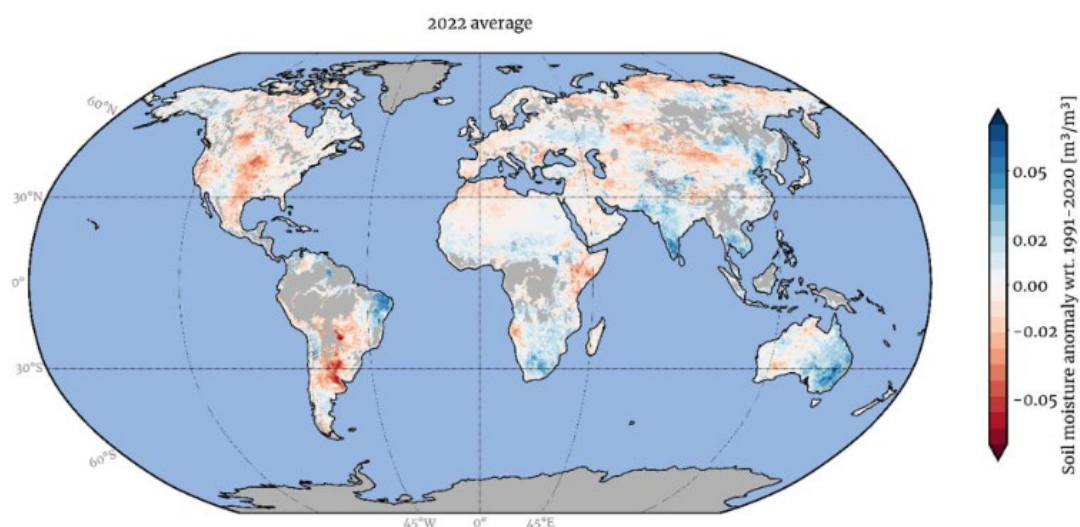 2022 average
60°N
30°N
0°
30°S
60°S
45°W 0° 45°E
0.05
0.02
0.00
−0.02
−0.05
Soil moisture anomaly wrt. 1991-2020 [m³/m³]